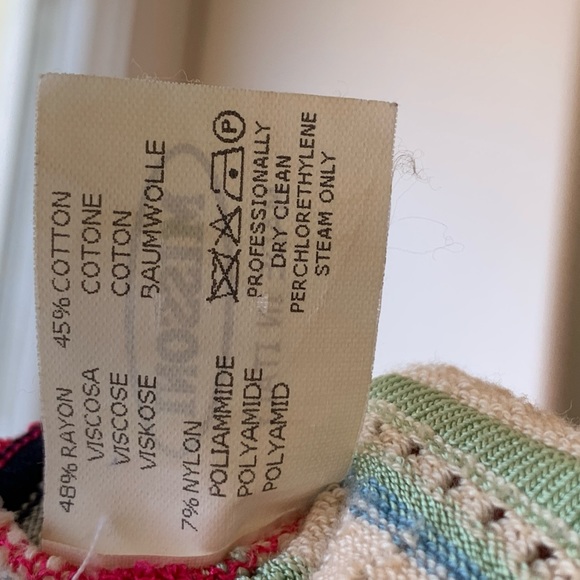 48% RAYON 45% COTTON
VISCOSA COTONE
VISCOSE COTON
VISKOSE BAUMWOLLE
7% NYLON
POLIAMMIDE
POLYAMIDE
POLYAMID
P
PROFESSIONALLY
DRY CLEAN
PERCHLORETHYLENE
STEAM ONLY
MISSONI